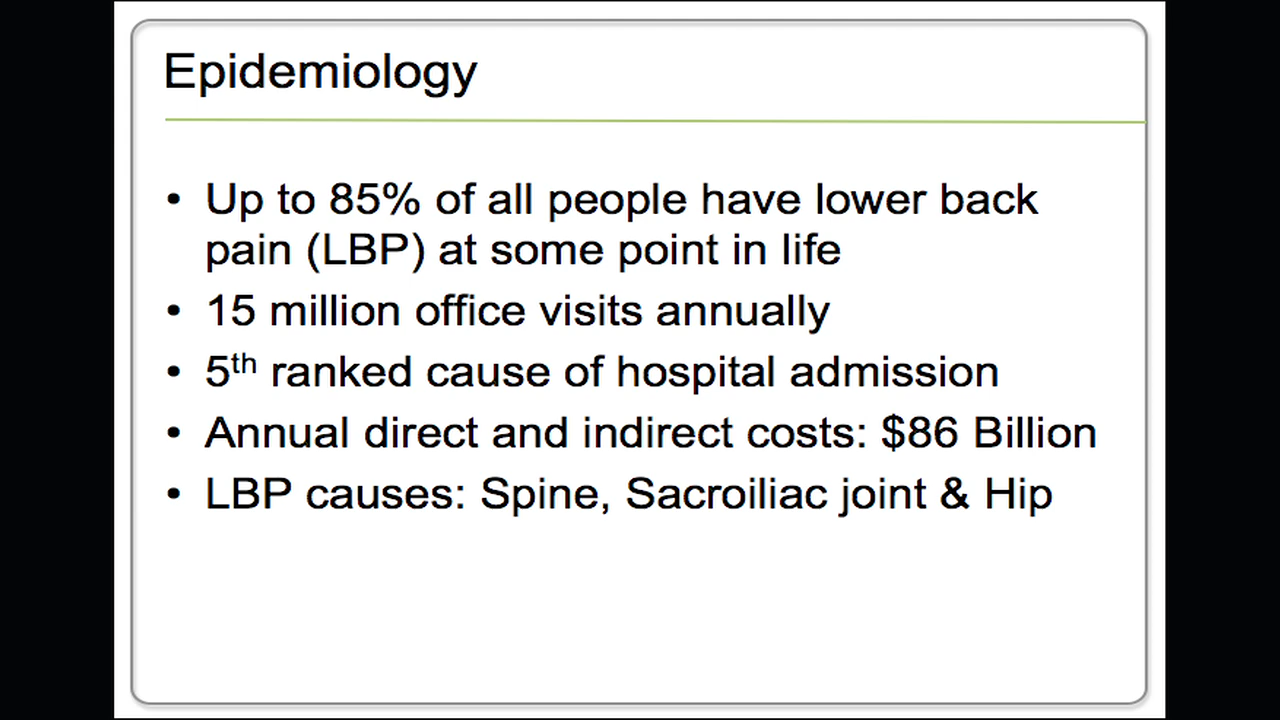 Epidemiology
• Up to 85% of all people have lower back
pain (LBP) at some point in life
• 15 million office visits annually
• 5th ranked cause of hospital admission
• Annual direct and indirect costs: $86 Billion
• LBP causes: Spine, Sacroiliac joint & Hip